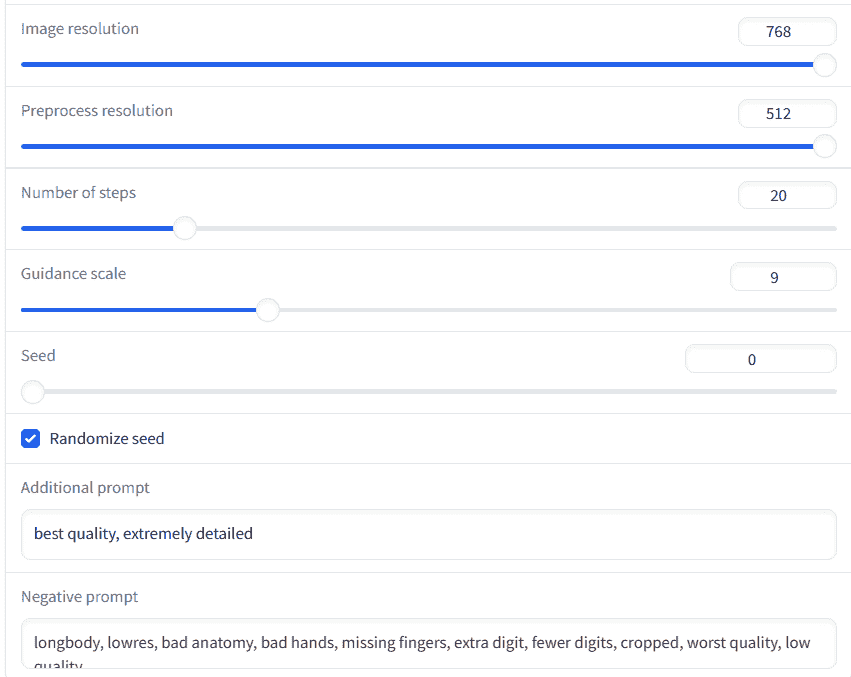 Image resolution
768
Preprocess resolution
512
Number of steps
20
Guidance scale
9
Seed
0
Randomize seed
Additional prompt
best quality, extremely detailed
Negative prompt
longbody, lowres, bad anatomy, bad hands, missing fingers, extra digit, fewer digits, cropped, worst quality, low
quality